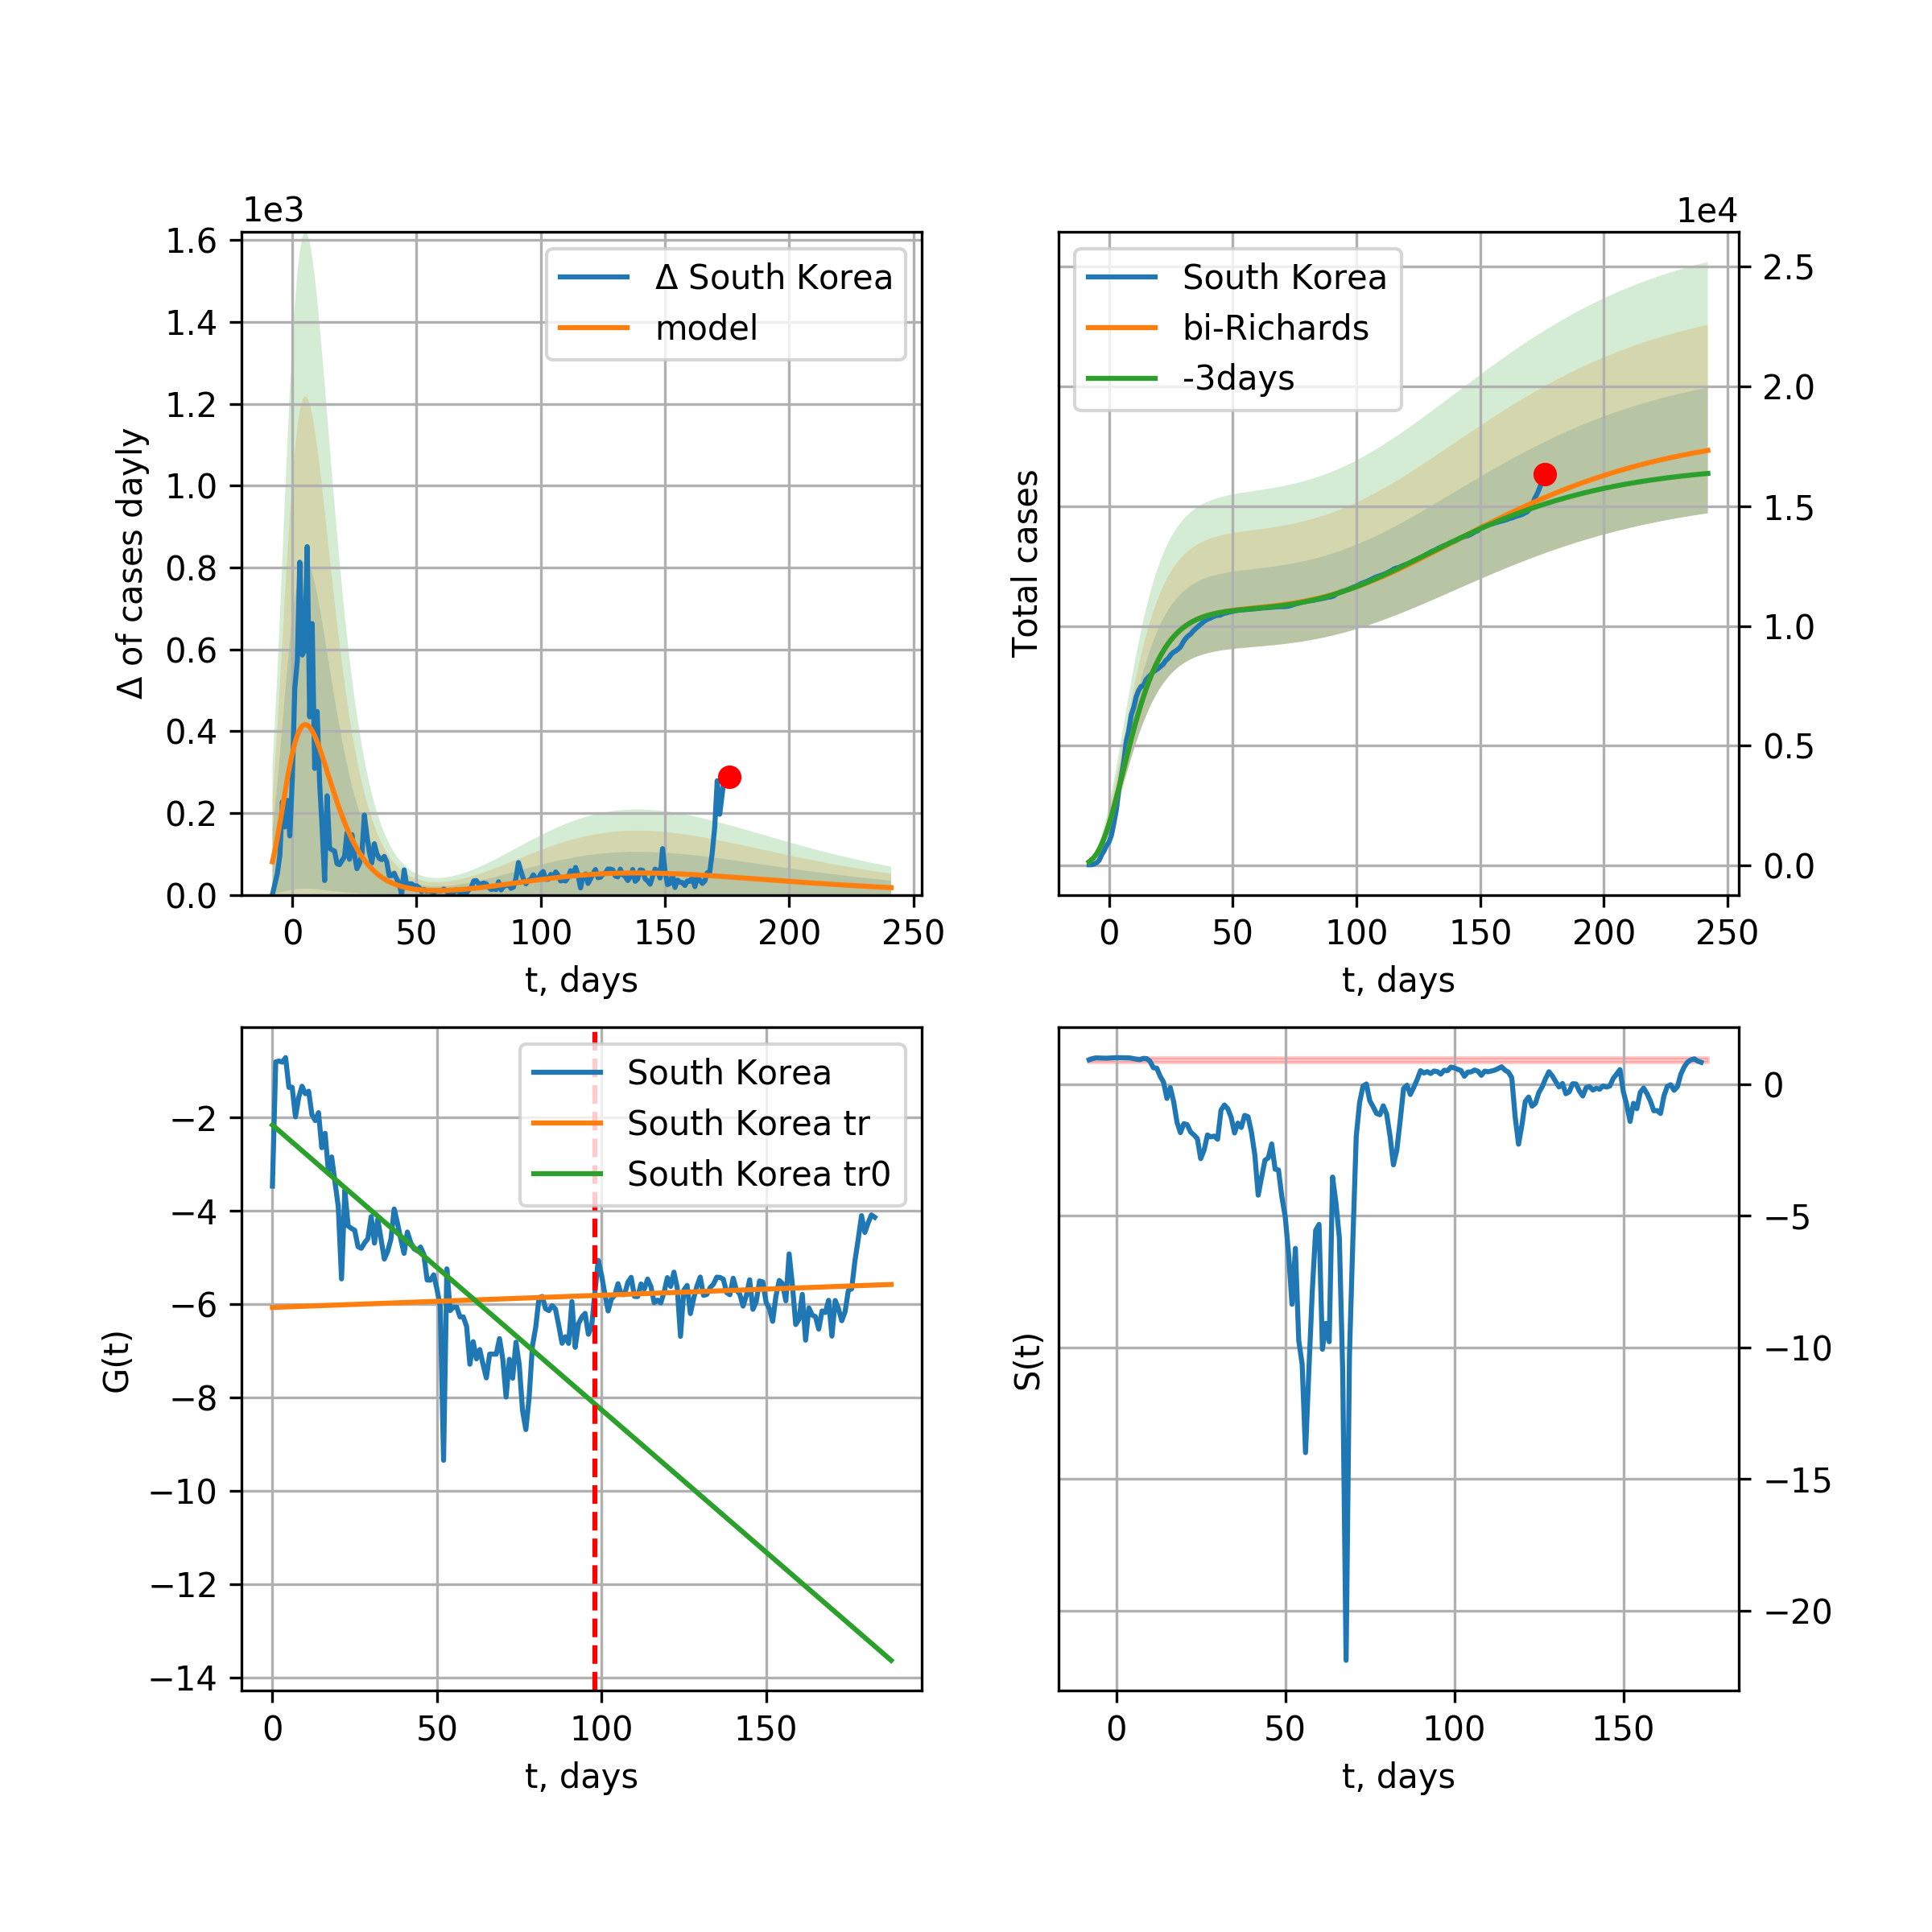 1e3
1.6
1.4
1.2
1.0
0.8
0.6
0.4
0.2
0.0
Δ of cases dayly
Δ South Korea
model
0 50 100 150 200 250
t, days
1e4
2.5
2.0
1.5
1.0
0.5
0.0
Total cases
South Korea
bi-Richards
-3days
0 50 100 150 200 250
t, days
−2
−4
−6
−8
−10
−12
−14
G(t)
South Korea
South Korea tr
South Korea tr0
0 50 100 150
t, days
0
−5
−10
−15
−20
S(t)
0 50 100 150
t, days